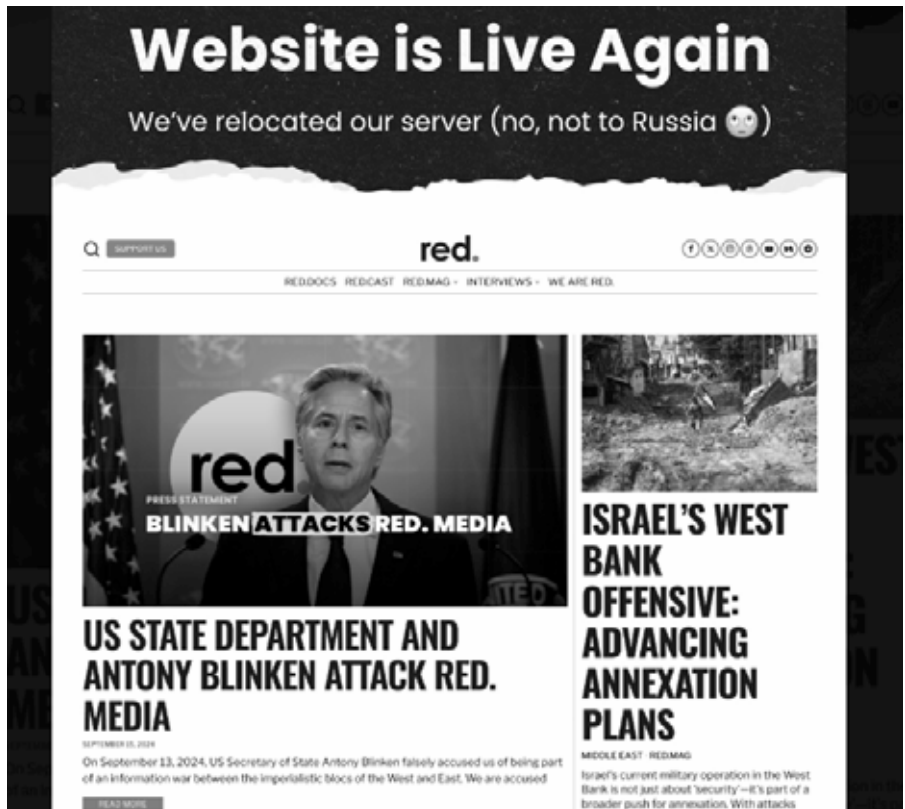 Website is Live Again
We've relocated our server (no, not to Russia 🙄)
SUPPORT US
red.
RED.DOCS REDCAST RED.MAG INTERVIEWS WE ARE RED.
red.
PRESS STATEMENT
BLINKEN ATTACKS RED. MEDIA
US STATE DEPARTMENT AND
ANTONY BLINKEN ATTACK RED.
MEDIA
SEPTEMBER 15, 2024
On September 13, 2024, US Secretary of State Antony Blinken falsely accused us of being part
of an information war between the imperialistic blocs of the West and East. We are accused
READ MORE
ISRAEL'S WEST
BANK
OFFENSIVE:
ADVANCING
ANNEXATION
PLANS
MIDDLE EAST · RED.MAG
Israel's current military operation in the West
Bank is not just about 'security'—it's part of a
broader push for annexation. With attacks